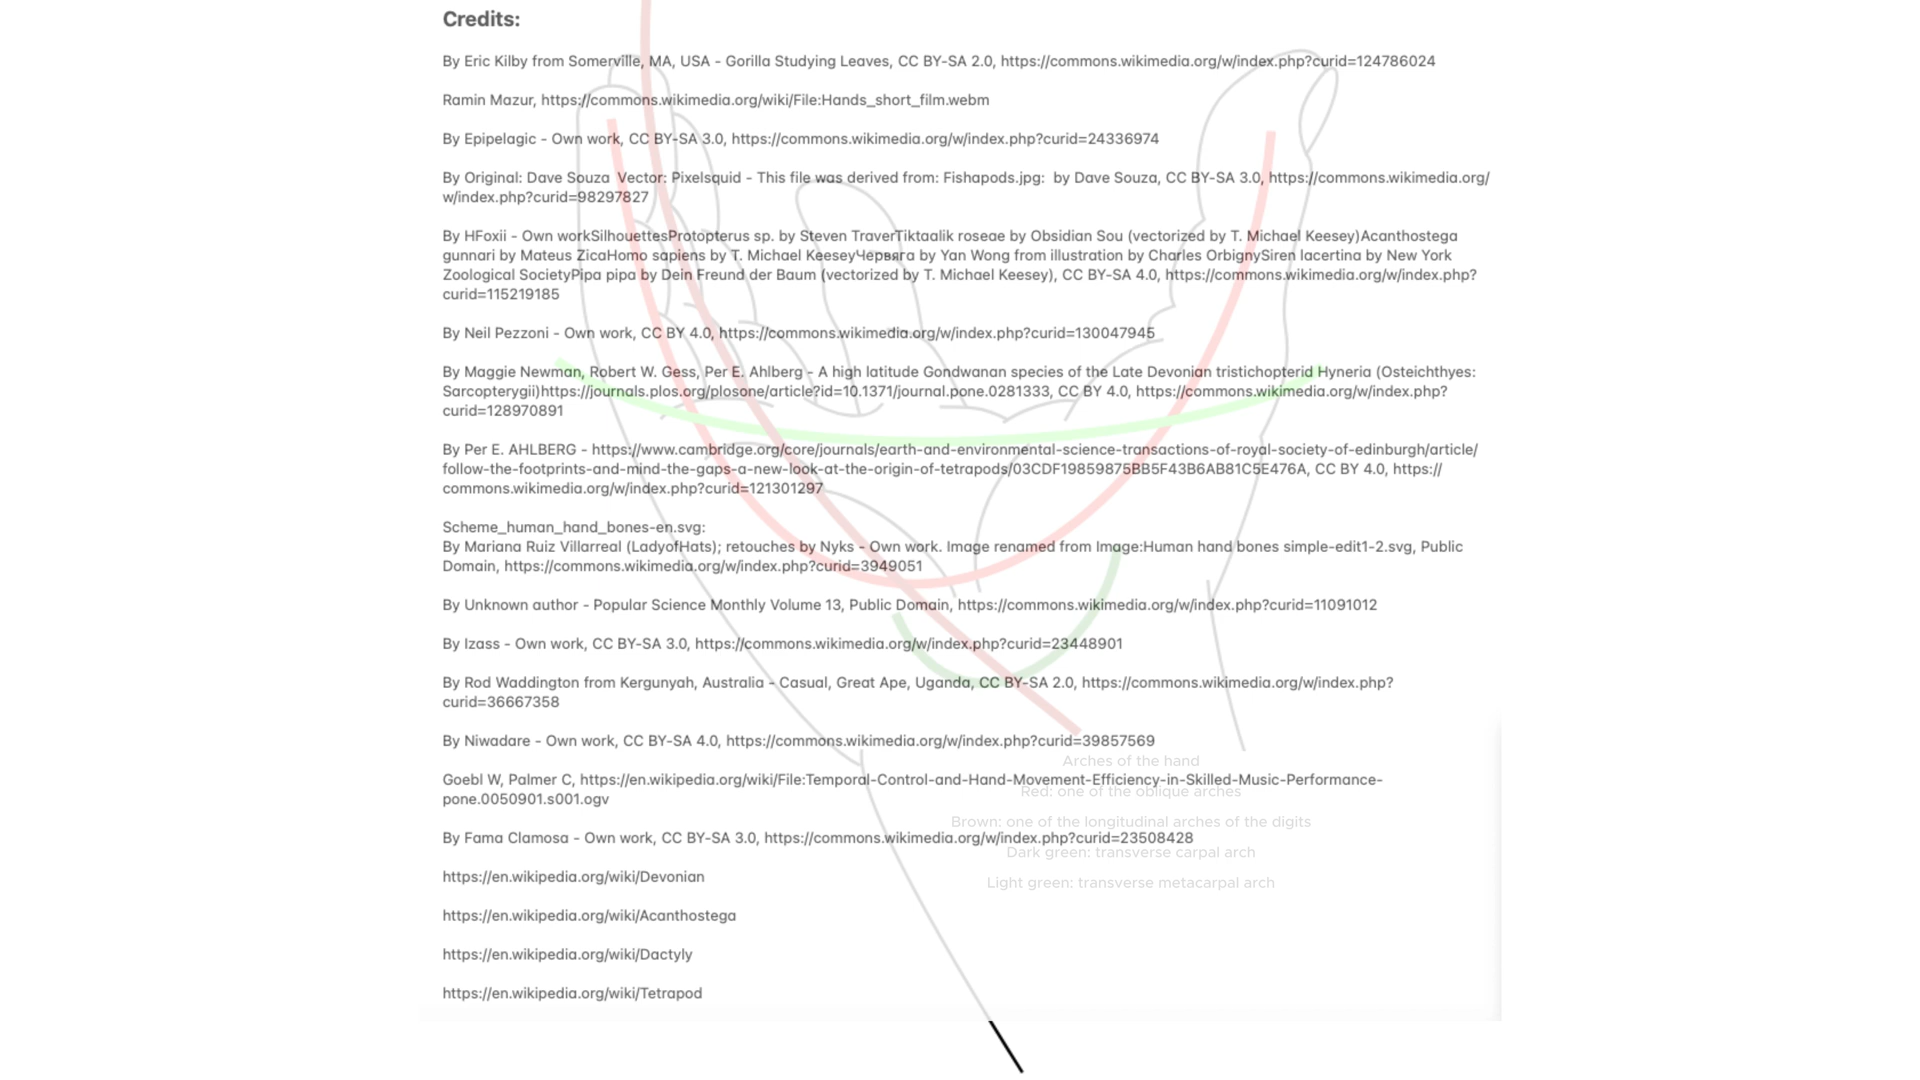 Credits:
By Eric Kilby from Somerville, MA, USA - Gorilla Studying Leaves, CC BY-SA 2.0, https://commons.wikimedia.org/w/index.php?curid=124786024
Ramin Mazur, https://commons.wikimedia.org/wiki/File:Hands_short_film.webm
By Epipelagic - Own work, CC BY-SA 3.0, https://commons.wikimedia.org/w/index.php?curid=24336974
By Original: Dave Souza  Vector: Pixelsquid - This file was derived from: Fishapods.jpg:  by Dave Souza, CC BY-SA 3.0, https://commons.wikimedia.org/
w/index.php?curid=98297827
By HFoxii - Own workSilhouettesProtopterus sp. by Steven TraverTiktaalik roseae by Obsidian Sou (vectorized by T. Michael Keesey)Acanthostega
gunnari by Mateus ZicaHomo sapiens by T. Michael KeeseyЧервяга by Yan Wong from illustration by Charles OrbignySiren lacertina by New York
Zoological SocietyPipa pipa by Dein Freund der Baum (vectorized by T. Michael Keesey), CC BY-SA 4.0, https://commons.wikimedia.org/w/index.php?
curid=115219185
By Neil Pezzoni - Own work, CC BY 4.0, https://commons.wikimedia.org/w/index.php?curid=130047945
By Maggie Newman, Robert W. Gess, Per E. Ahlberg - A high latitude Gondwanan species of the Late Devonian tristichopterid Hyneria (Osteichthyes:
Sarcopterygii)https://journals.plos.org/plosone/article?id=10.1371/journal.pone.0281333, CC BY 4.0, https://commons.wikimedia.org/w/index.php?
curid=128970891
By Per E. AHLBERG - https://www.cambridge.org/core/journals/earth-and-environmental-science-transactions-of-royal-society-of-edinburgh/article/
follow-the-footprints-and-mind-the-gaps-a-new-look-at-the-origin-of-tetrapods/03CDF19859875BB5F43B6AB81C5E476A, CC BY 4.0, https://
commons.wikimedia.org/w/index.php?curid=121301297
Scheme_human_hand_bones-en.svg:
By Mariana Ruiz Villarreal (LadyofHats); retouches by Nyks - Own work. Image renamed from Image:Human hand bones simple-edit1-2.svg, Public
Domain, https://commons.wikimedia.org/w/index.php?curid=3949051
By Unknown author - Popular Science Monthly Volume 13, Public Domain, https://commons.wikimedia.org/w/index.php?curid=11091012
By Izass - Own work, CC BY-SA 3.0, https://commons.wikimedia.org/w/index.php?curid=23448901
By Rod Waddington from Kergunyah, Australia - Casual, Great Ape, Uganda, CC BY-SA 2.0, https://commons.wikimedia.org/w/index.php?
curid=36667358
By Niwadare - Own work, CC BY-SA 4.0, https://commons.wikimedia.org/w/index.php?curid=39857569
Arches of the hand
Goebl W, Palmer C, https://en.wikipedia.org/wiki/File:Temporal-Control-and-Hand-Movement-Efficiency-in-Skilled-Music-Performance-
Red: one of the oblique arches
pone.0050901.s001.ogv
Brown: one of the longitudinal arches of the digits
By Fama Clamosa - Own work, CC BY-SA 3.0, https://commons.wikimedia.org/w/index.php?curid=23508428
Dark green: transverse carpal arch
https://en.wikipedia.org/wiki/Devonian
Light green: transverse metacarpal arch
https://en.wikipedia.org/wiki/Acanthostega
https://en.wikipedia.org/wiki/Dactyly
https://en.wikipedia.org/wiki/Tetrapod